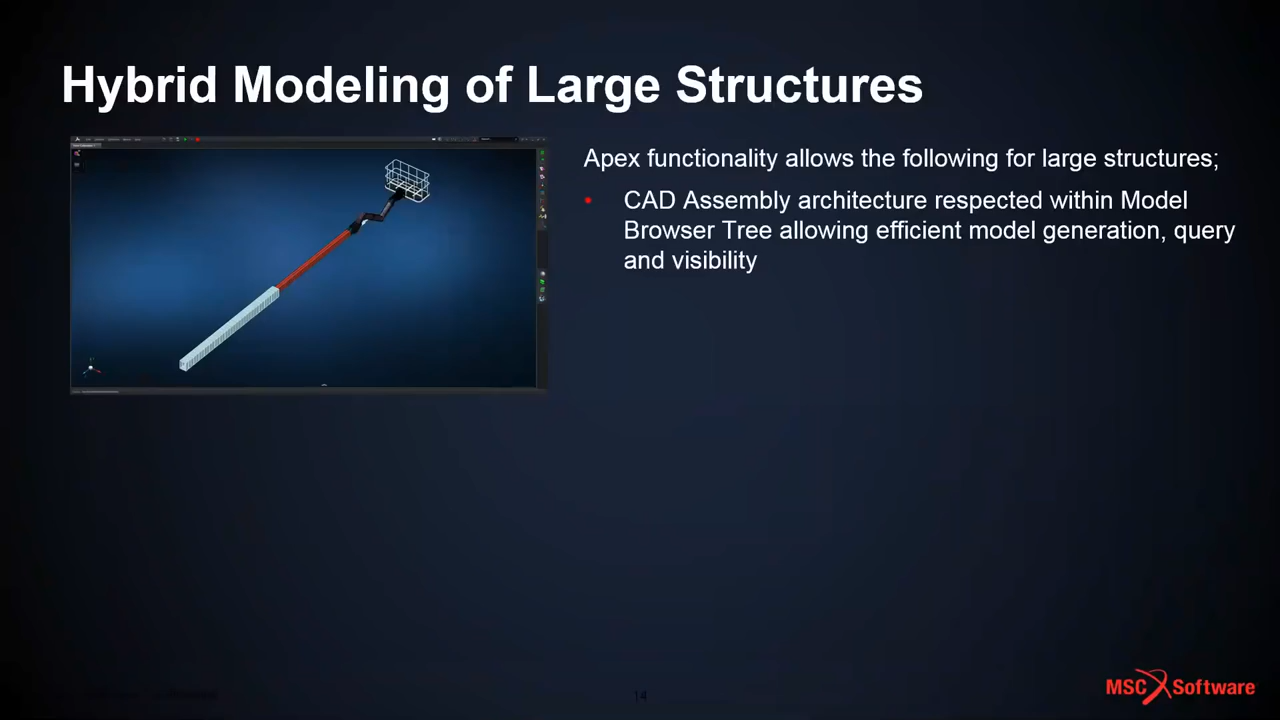 Hybrid Modeling of Large Structures
Apex functionality allows the following for large structures;
• CAD Assembly architecture respected within Model
Browser Tree allowing efficient model generation, query
and visibility
14
MSC Software